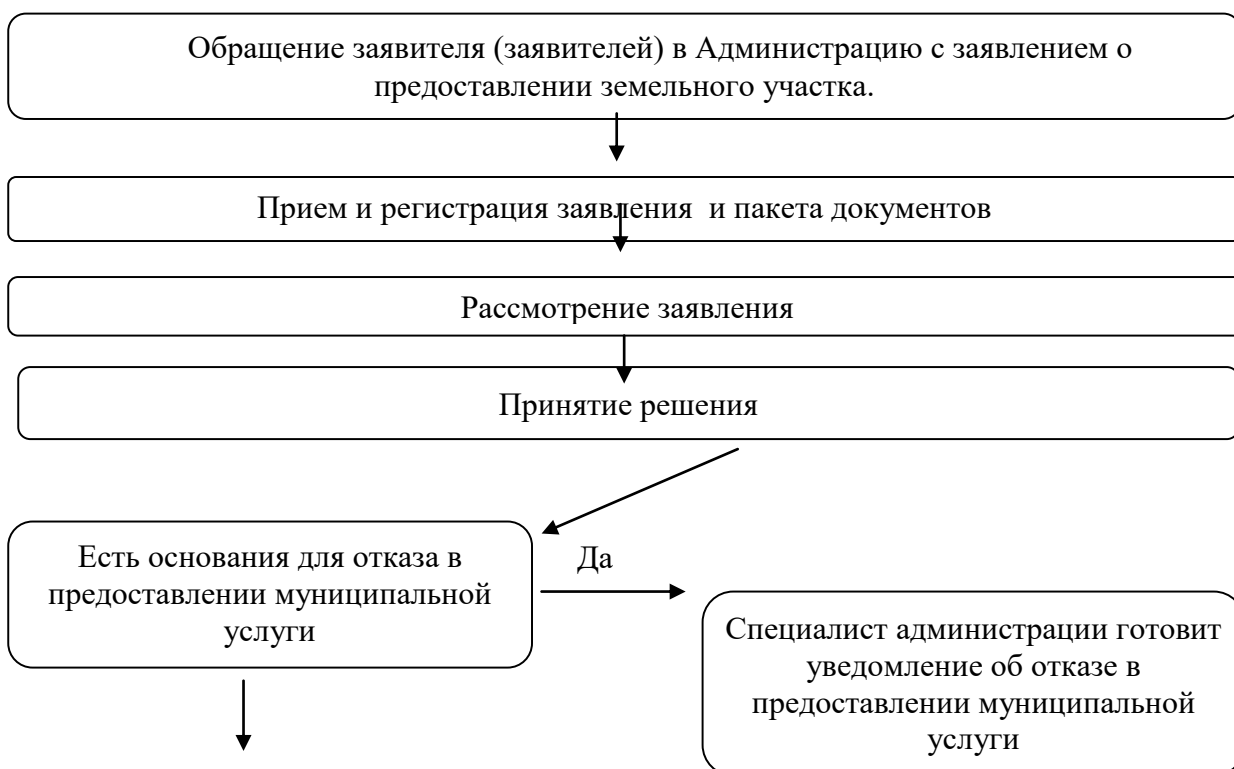 Обращение заявителя (заявителей) в Администрацию с заявлением о
предоставлении земельного участка.
Прием и регистрация заявления и пакета документов
Рассмотрение заявления
Принятие решения
Есть основания для отказа в
предоставлении муниципальной
услуги
Да
Специалист администрации готовит
уведомление об отказе в
предоставлении муниципальной
услуги